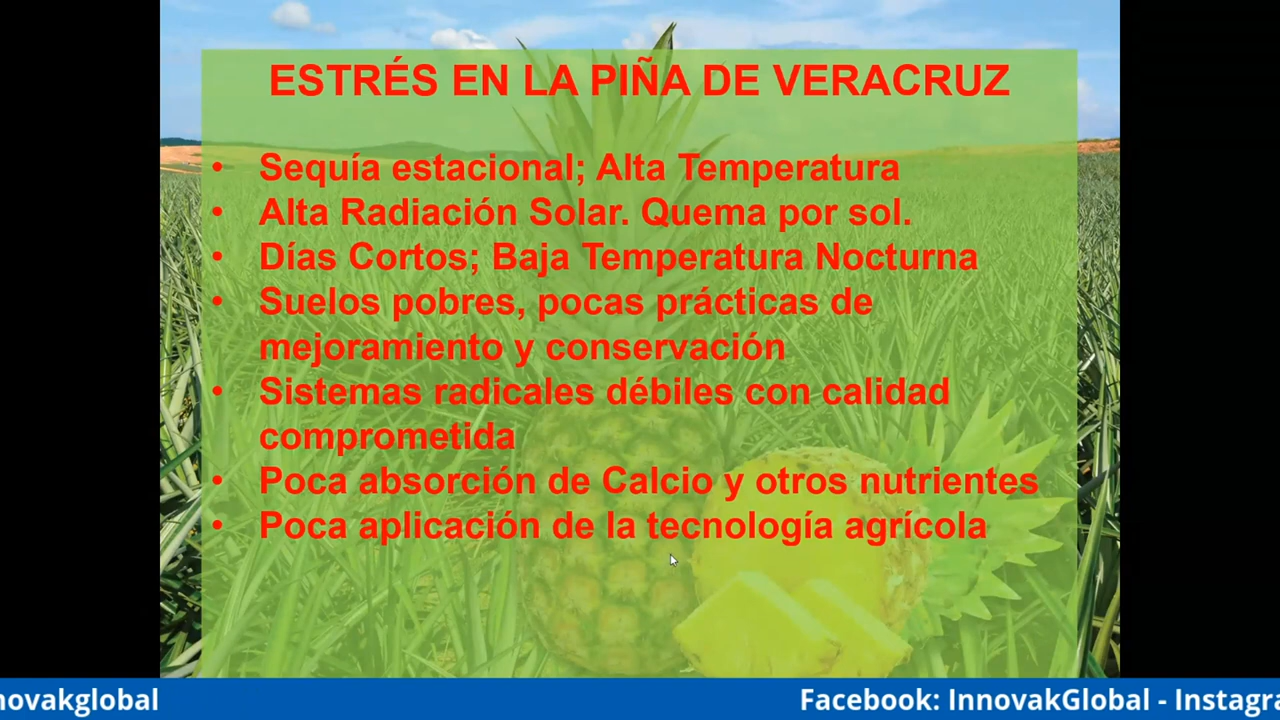 ESTRÉS EN LA PIÑA DE VERACRUZ
• Sequía estacional; Alta Temperatura
• Alta Radiación Solar. Quema por sol.
• Días Cortos; Baja Temperatura Nocturna
• Suelos pobres, pocas prácticas de
mejoramiento y conservación
• Sistemas radicales débiles con calidad
comprometida
• Poca absorción de Calcio y otros nutrientes
• Poca aplicación de la tecnología agrícola
novakglobal Facebook: InnovakGlobal - Instagra